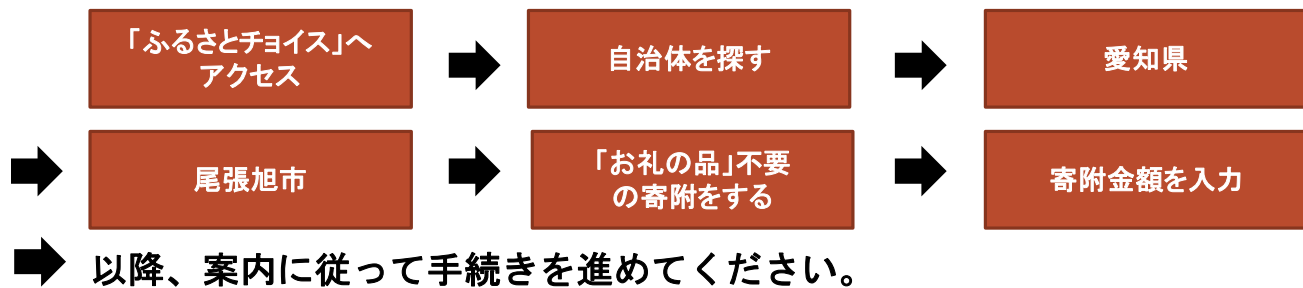 「ふるさとチョイス」へ
アクセス
自治体を探す
愛知県
尾張旭市
「お礼の品」不要
の寄附をする
寄附金額を入力
以降、案内に従って手続きを進めてください。